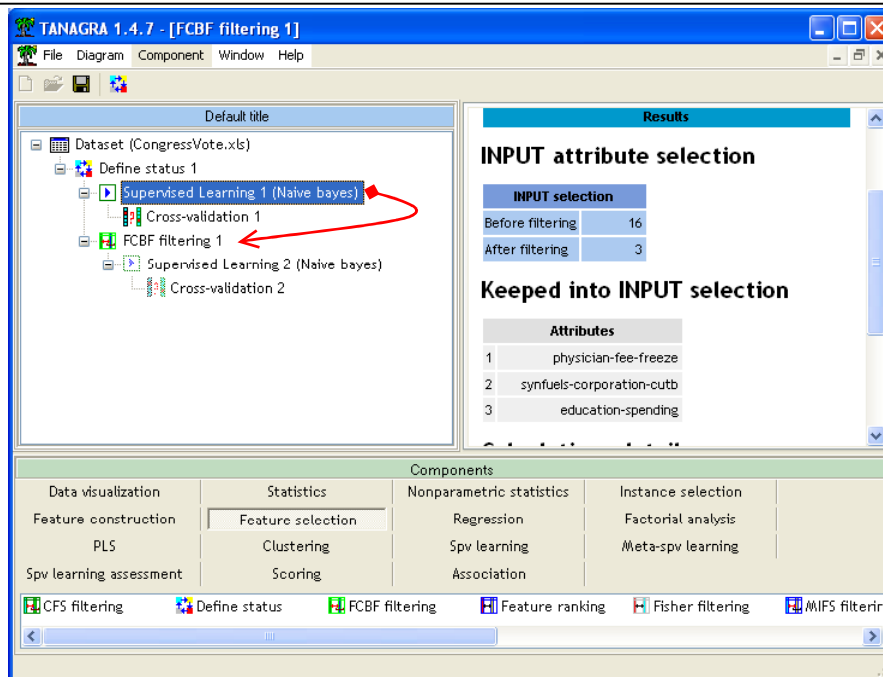 TANAGRA 1.4.7 - [FCBF filtering 1]
File Diagram Component Window Help
Default title
Dataset (CongressVote.xls)
Define status 1
Supervised Learning 1 (Naive bayes)
Cross-validation 1
FCBF filtering 1
Supervised Learning 2 (Naive bayes)
Cross-validation 2
Results
INPUT attribute selection
INPUT selection
Before filtering 16
After filtering 3
Keeped into INPUT selection
Attributes
1 physician-fee-freeze
2 synfuels-corporation-cutb
3 education-spending
Components
Data visualization Statistics Nonparametric statistics Instance selection
Feature construction Feature selection Regression Factorial analysis
PLS Clustering Spv learning Meta-spv learning
Spv learning assessment Scoring Association
CFS filtering Define status FCBF filtering Feature ranking Fisher filtering MIFS filterin